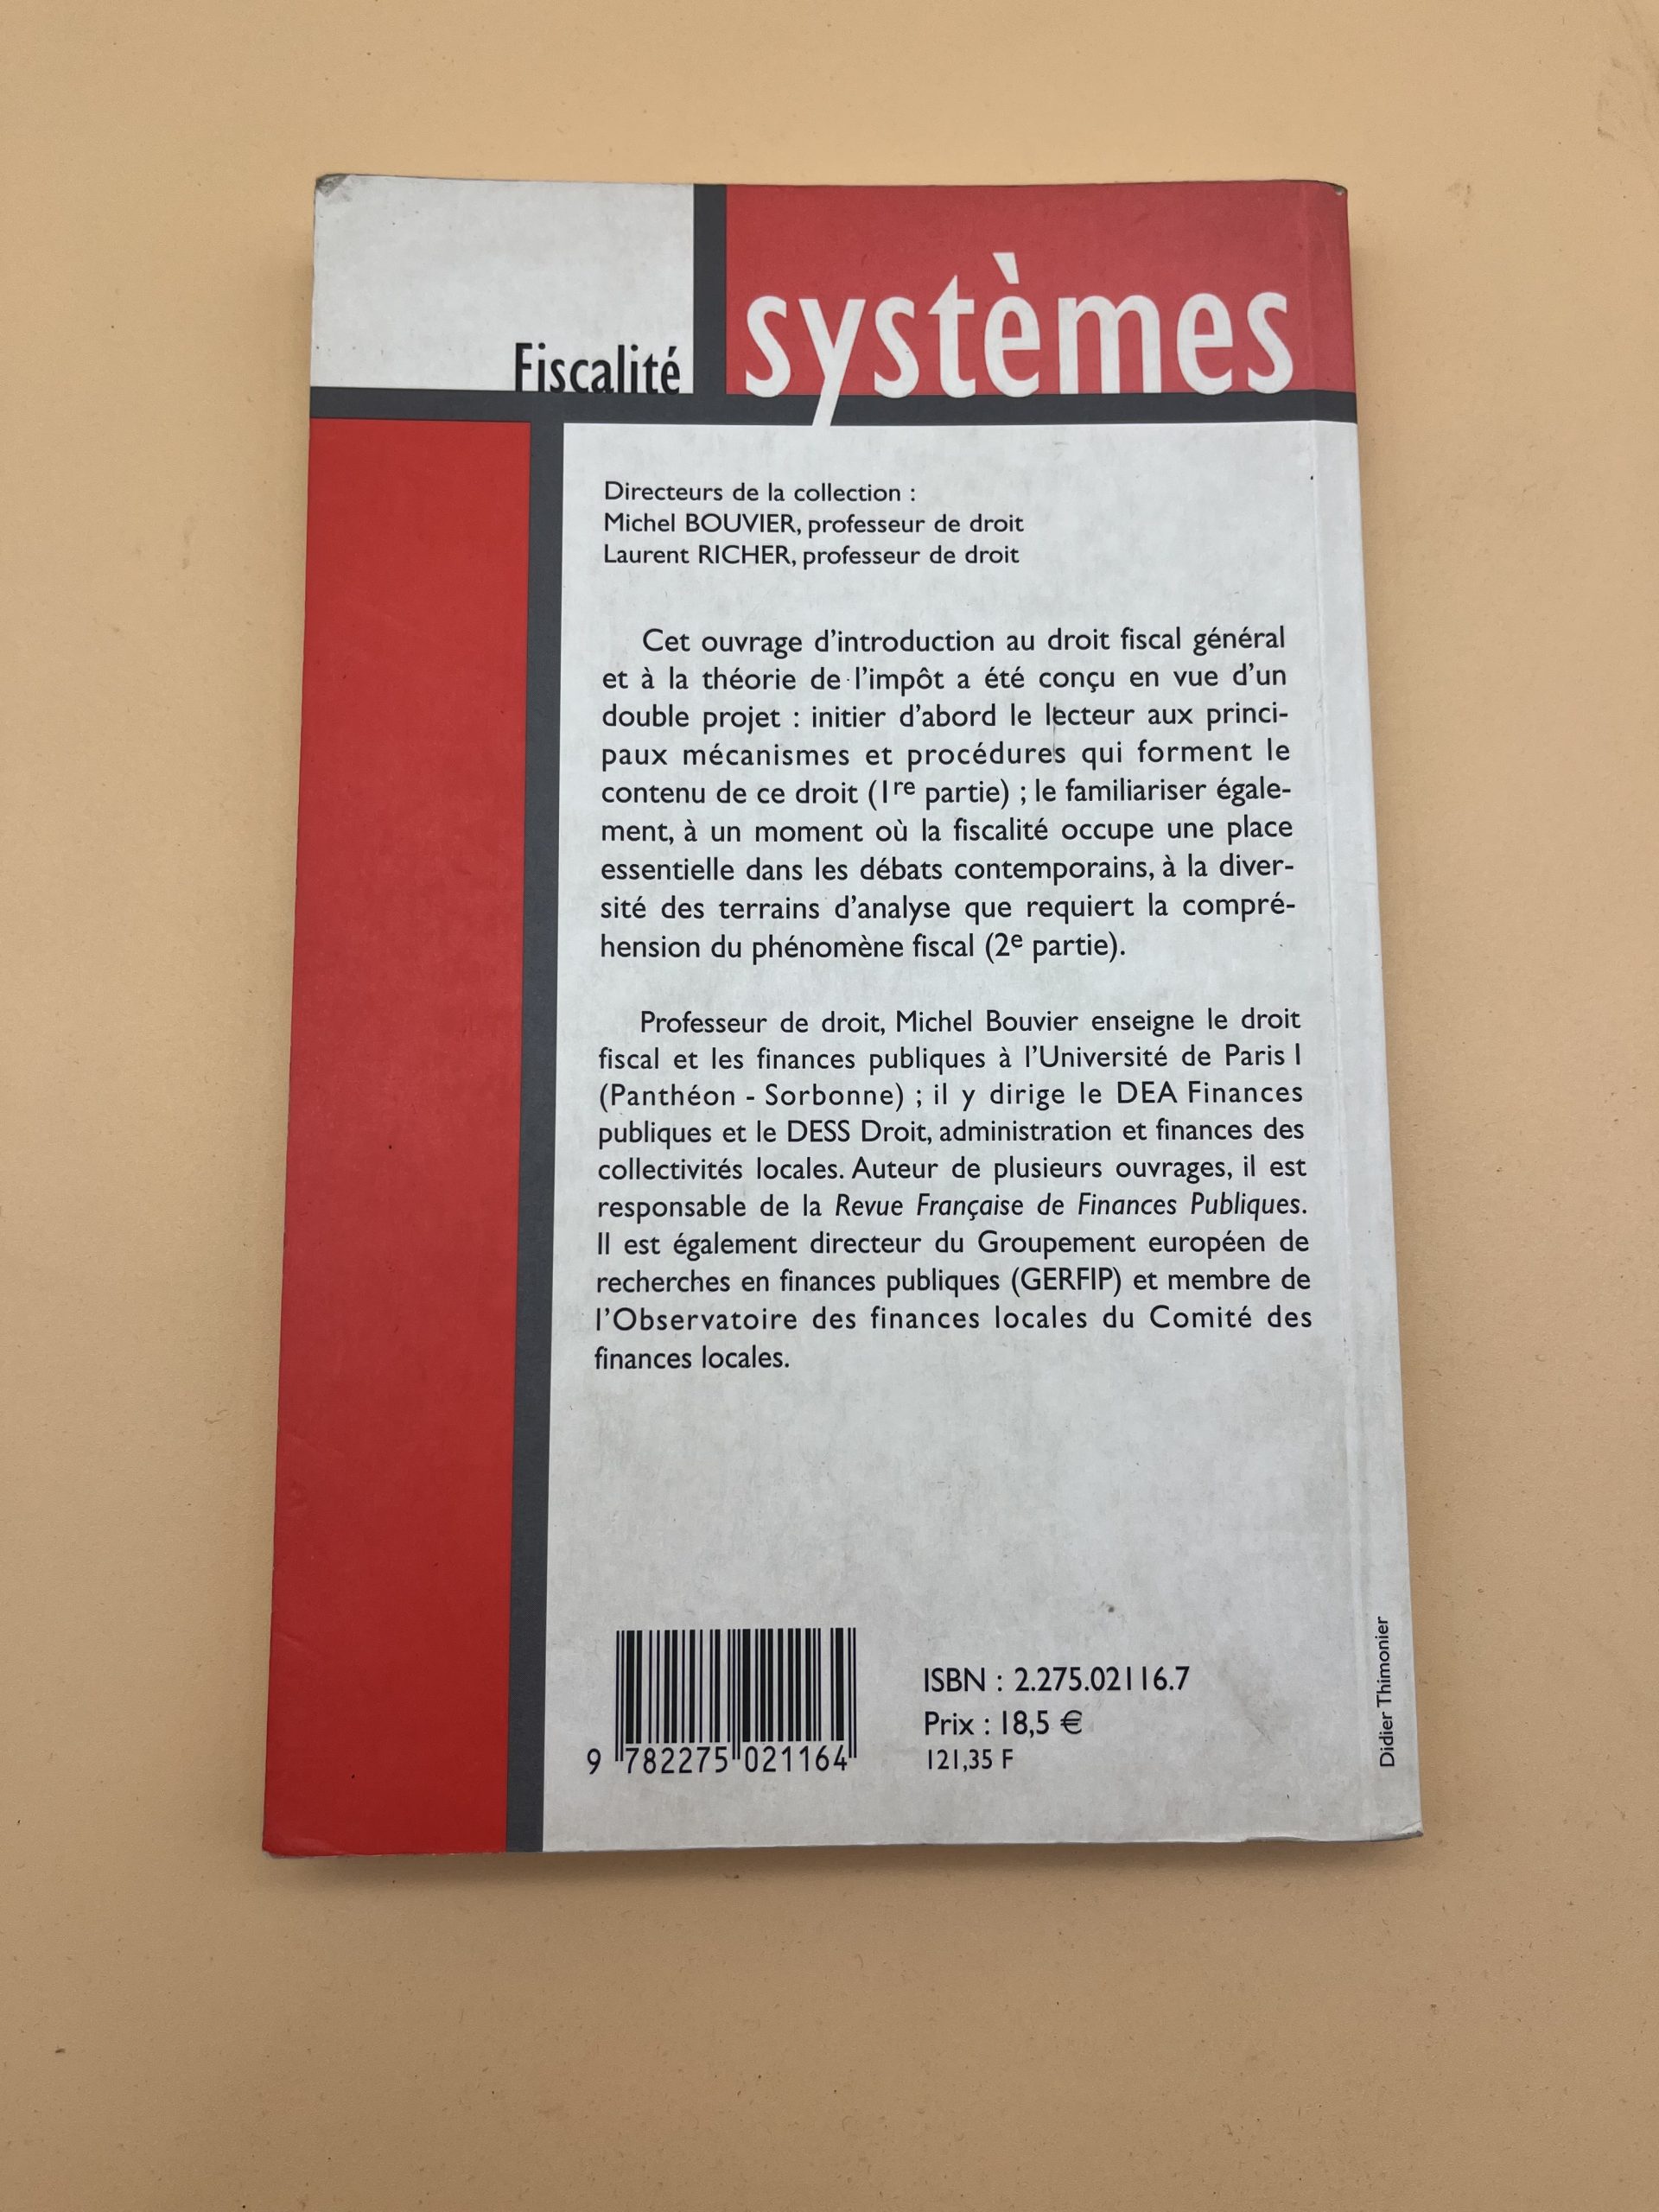 Fiscalité
systèmes
Directeurs de la collection :
Michel BOUVIER, professeur de droit
Laurent RICHER, professeur de droit
Cet ouvrage d'introduction au droit fiscal général
et à la théorie de l'impôt a été conçu en vue d'un
double projet : initier d'abord le lecteur aux princi-
paux mécanismes et procédures qui forment le
contenu de ce droit (1re partie) ; le familiariser égale-
ment, à un moment où la fiscalité occupe une place
essentielle dans les débats contemporains, à la diver-
sité des terrains d'analyse que requiert la compré-
hension du phénomène fiscal (2e partie).
Professeur de droit, Michel Bouvier enseigne le droit
fiscal et les finances publiques à l'Université de Paris I
(Panthéon - Sorbonne) ; il y dirige le DEA Finances
publiques et le DESS Droit, administration et finances des
collectivités locales. Auteur de plusieurs ouvrages, il est
responsable de la Revue Française de Finances Publiques.
Il est également directeur du Groupement européen de
recherches en finances publiques (GERFIP) et membre de
l'Observatoire des finances locales du Comité des
finances locales.
ISBN : 2.275.02116.7
Prix : 18,5 €
121,35 F
9 782275 021164
Didier Thimonier